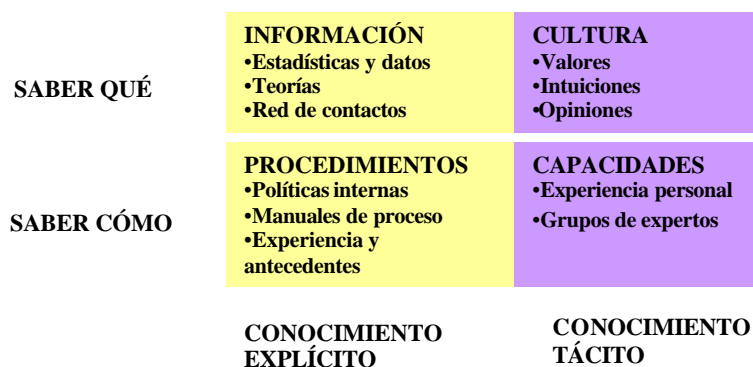 SABER QUÉ
INFORMACIÓN
•Estadísticas y datos
•Teorías
•Red de contactos
CULTURA
•Valores
•Intuiciones
•Opiniones
SABER CÓMO
PROCEDIMIENTOS
•Políticas internas
•Manuales de proceso
•Experiencia y
antecedentes
CAPACIDADES
•Experiencia personal
•Grupos de expertos
CONOCIMIENTO
EXPLÍCITO
CONOCIMIENTO
TÁCITO